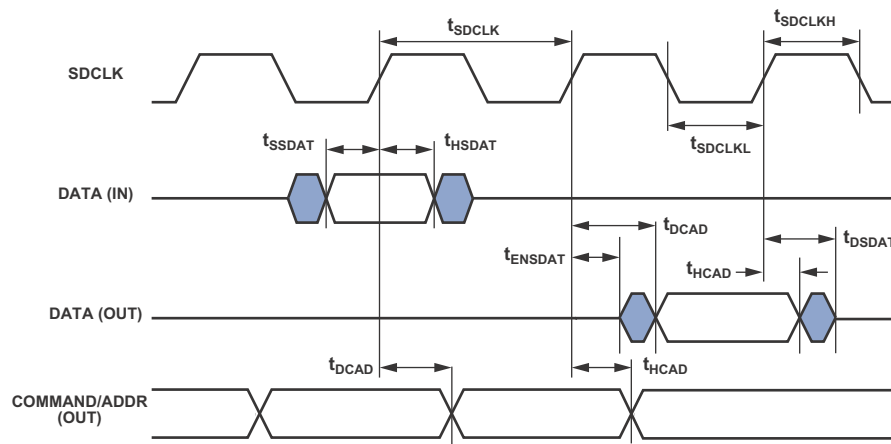 tSDCLK
tSDCLKH
SDCLK
tSSDAT
tHSDAT
tSDCLKL
DATA (IN)
tDCAD
tDSDAT
tENSDAT
tHCAD
DATA (OUT)
tDCAD
tHCAD
COMMAND/ADDR
(OUT)